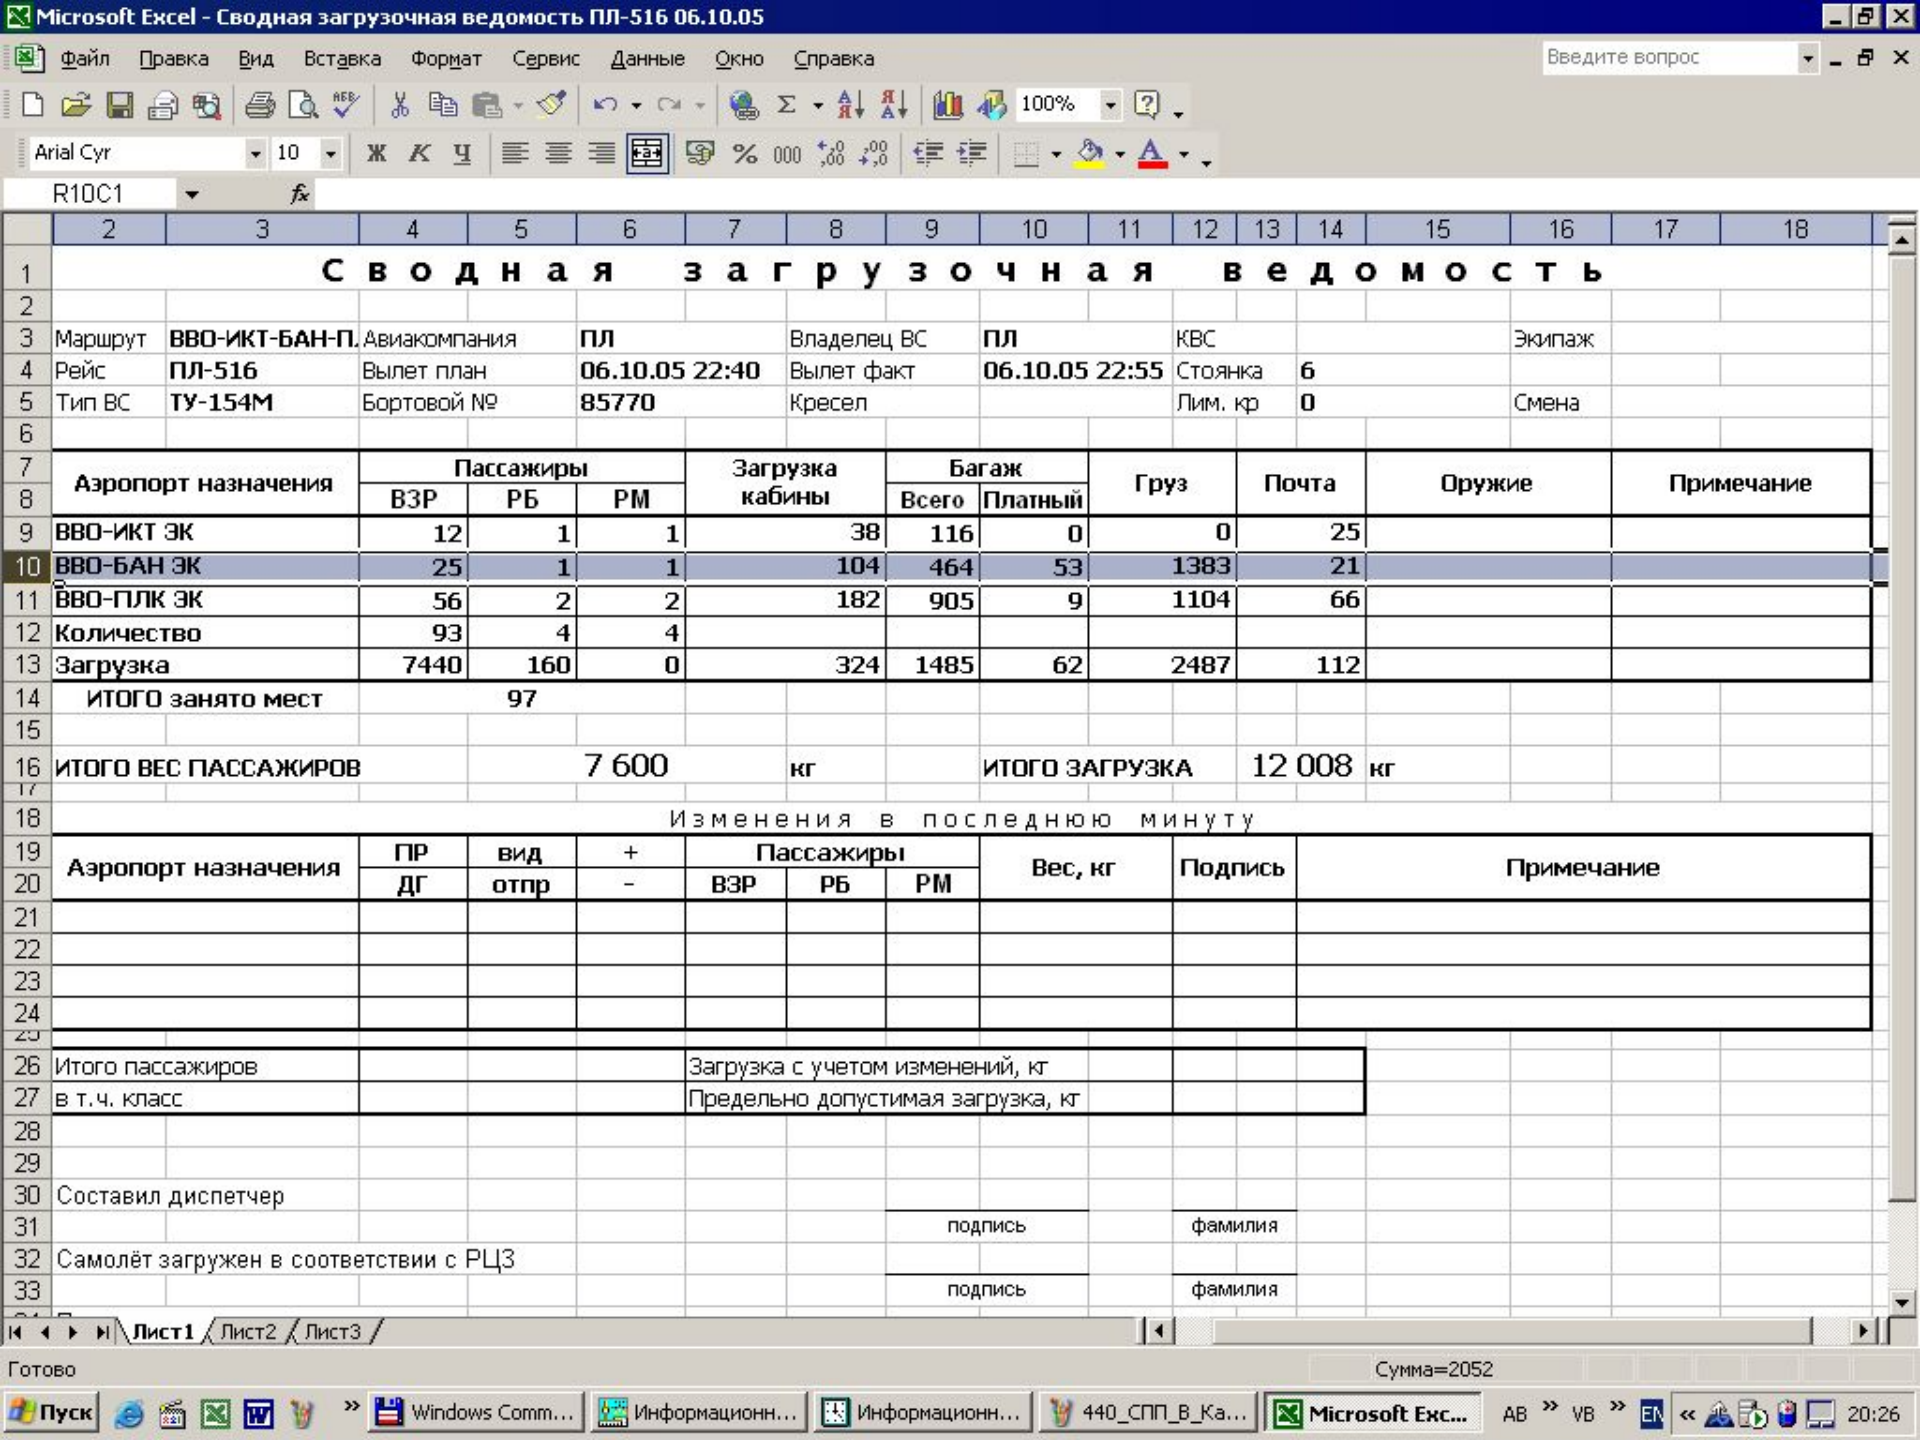 Microsoft Excel - Сводная загрузочная ведомость ПЛ-516 06.10.05
Файл Правка Вид Вставка Формат Сервис Данные Окно Справка Введите вопрос
100%
Arial Cyr 10 Ж К Ч % 000
R10C1 fx
2 3 4 5 6 7 8 9 10 11 12 13 14 15 16 17 18
1 Сводная загрузочная ведомость
2
3 Маршрут ВВО-ИКТ-БАН-П. Авиакомпания ПЛ Владелец ВС ПЛ КВС Экипаж
4 Рейс ПЛ-516 Вылет план 06.10.05 22:40 Вылет факт 06.10.05 22:55 Стоянка 6
5 Тип ВС ТУ-154М Бортовой № 85770 Кресел Лим. кр 0 Смена
6
7 Аэропорт назначения Пассажиры Загрузка кабины Багаж Груз Почта Оружие Примечание
8 ВЗР РБ РМ Всего Платный
9 ВВО-ИКТ ЭК 12 1 1 38 116 0 0 25
10 ВВО-БАН ЭК 25 1 1 104 464 53 1383 21
11 ВВО-ПЛК ЭК 56 2 2 182 905 9 1104 66
12 Количество 93 4 4
13 Загрузка 7440 160 0 324 1485 62 2487 112
14 ИТОГО занято мест 97
15
16 ИТОГО ВЕС ПАССАЖИРОВ 7 600 кг ИТОГО ЗАГРУЗКА 12 008 кг
17
18 Изменения в последнюю минуту
19 Аэропорт назначения ПР вид + Пассажиры Вес, кг Подпись Примечание
20 ДГ отпр - ВЗР РБ РМ
21
22
23
24
25
26 Итого пассажиров Загрузка с учетом изменений, кг
27 в т.ч. класс Предельно допустимая загрузка, кг
28
29
30 Составил диспетчер
31 подпись фамилия
32 Самолёт загружен в соответствии с РЦЗ
33 подпись фамилия
Лист1 Лист2 Лист3
Готово Сумма=2052
Пуск » Windows Comm... Информационн... Информационн... 440_СПП_В_Ка... Microsoft Exc... AB » VB » EN « 20:26